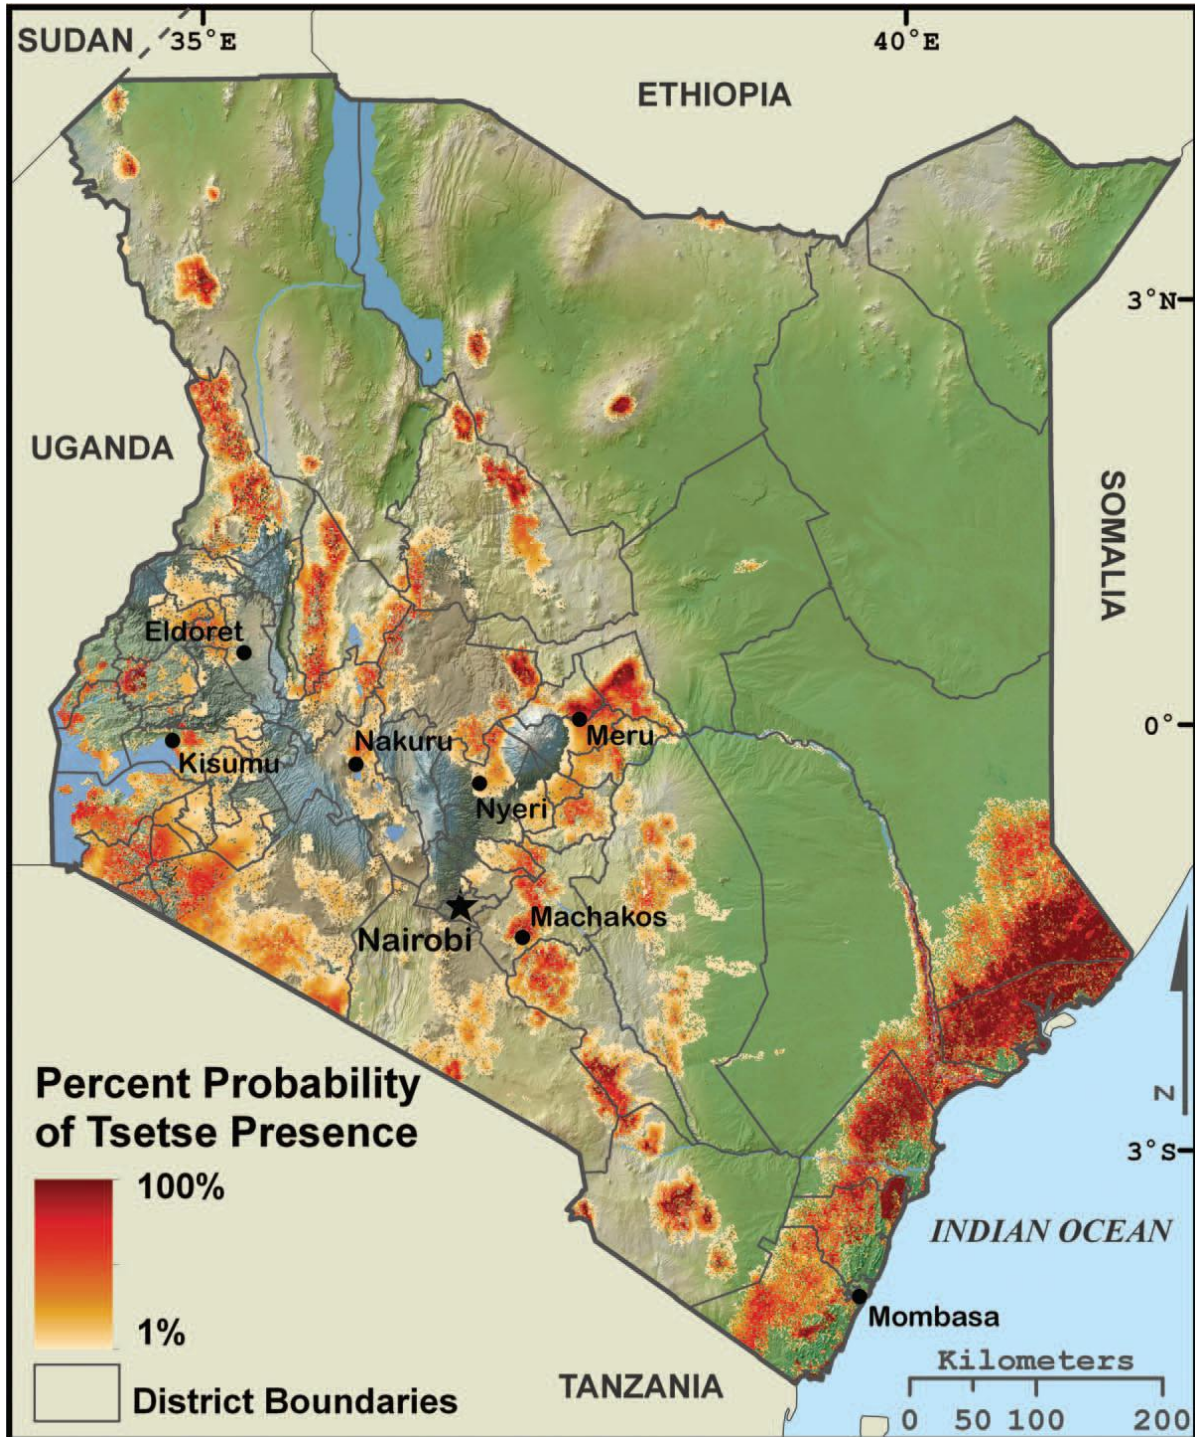 SUDAN
35°E
40°E
ETHIOPIA
3°N
UGANDA
SOMALIA
Eldoret
0°
Meru
Nakuru
Kisumu
Nyeri
Machakos
Nairobi
Percent Probability
of Tsetse Presence
100%
1%
District Boundaries
N
3°S
INDIAN OCEAN
Mombasa
TANZANIA
Kilometers
0 50 100 200